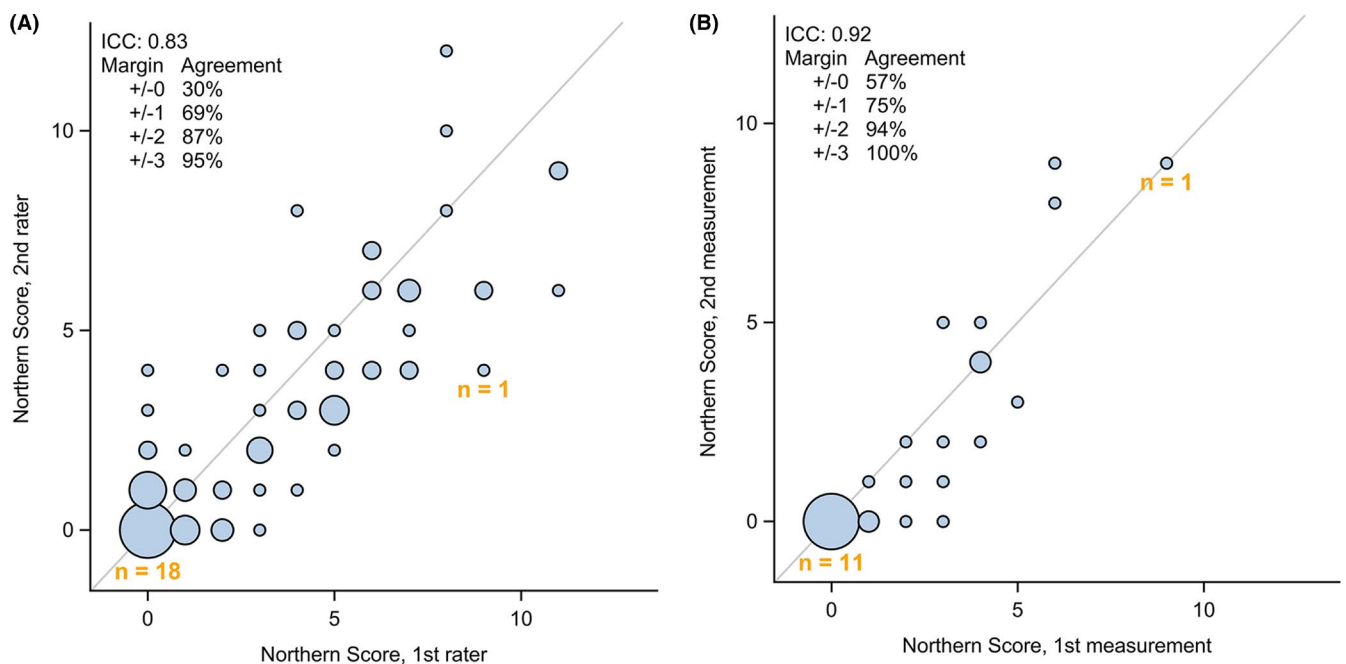 (A)
ICC: 0.83
Margin Agreement
+/-0 30%
+/-1 69%
+/-2 87%
+/-3 95%
10
5
0
n = 1
n = 18
0 5 10
Northern Score, 2nd rater
Northern Score, 1st rater
(B)
ICC: 0.92
Margin Agreement
+/-0 57%
+/-1 75%
+/-2 94%
+/-3 100%
10
5
0
n = 1
n = 11
0 5 10
Northern Score, 2nd measurement
Northern Score, 1st measurement